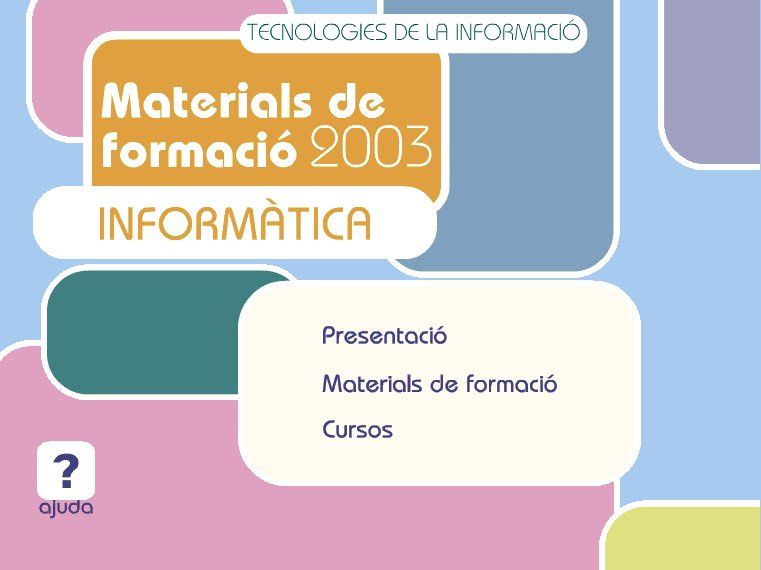 TECNOLOGIES DE LA INFORMACIÓ
Materials de
formació 2003
INFORMÀTICA
Presentació
Materials de formació
Cursos
?
ajuda